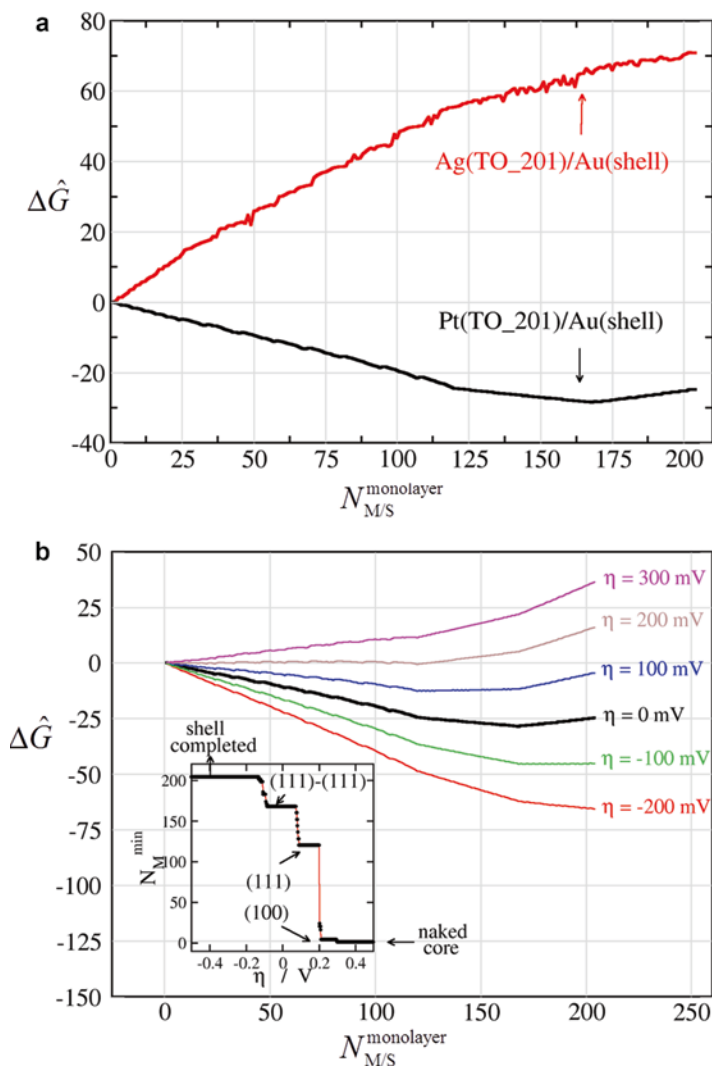 a
80
60
40
20
0
-20
-40
ΔĜ
Ag(TO_201)/Au(shell)
Pt(TO_201)/Au(shell)
0 25 50 75 100 125 150 175 200
N_{M/S}^{monolayer}
b
50
25
0
-25
-50
-75
-100
-125
-150
ΔĜ
η = 300 mV
η = 200 mV
η = 100 mV
η = 0 mV
η = -100 mV
η = -200 mV
shell
completed
200
150
100
50
0
N_M^{min}
(111)-(111)
(111)
(100)
naked
core
-0.4 -0.2 0 0.2 0.4
η / V
0 50 100 150 200 250
N_{M/S}^{monolayer}